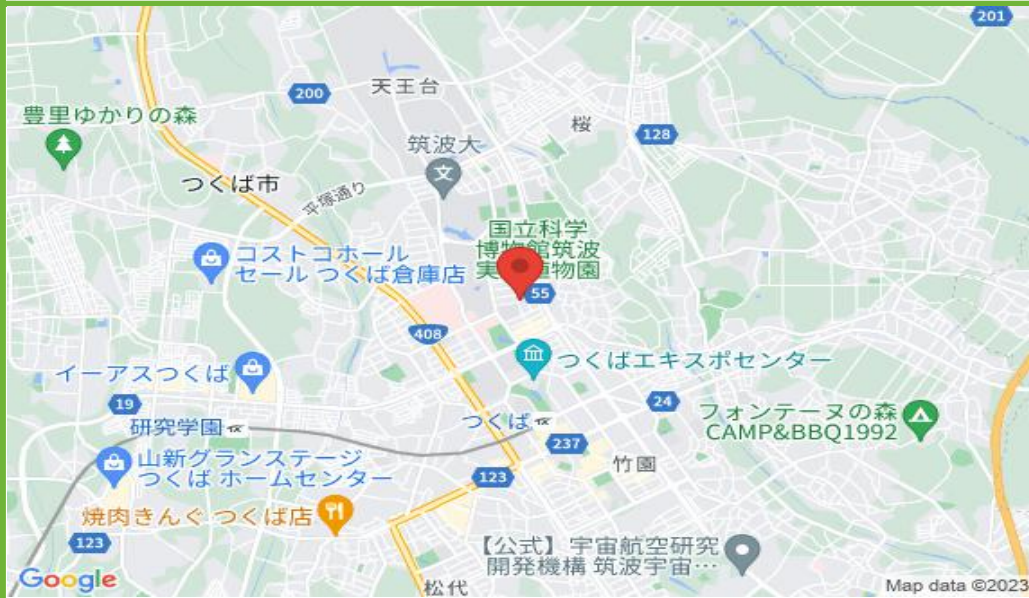 201
天王台
200
豊里ゆかりの森
桜
128
筑波大
文
つくば市
平塚通り
国立科学
博物館筑波
実験植物園
コストコホール
セール つくば倉庫店
55
408
つくばエキスポセンター
イーアスつくば
19
24
フォンテーヌの森
CAMP&BBQ1992
つくば
研究学園
237
山新グランステージ
つくば ホームセンター
竹園
123
焼肉きんぐ つくば店
123
【公式】宇宙航空研究
開発機構 筑波宇宙…
Google
松代
Map data ©2023